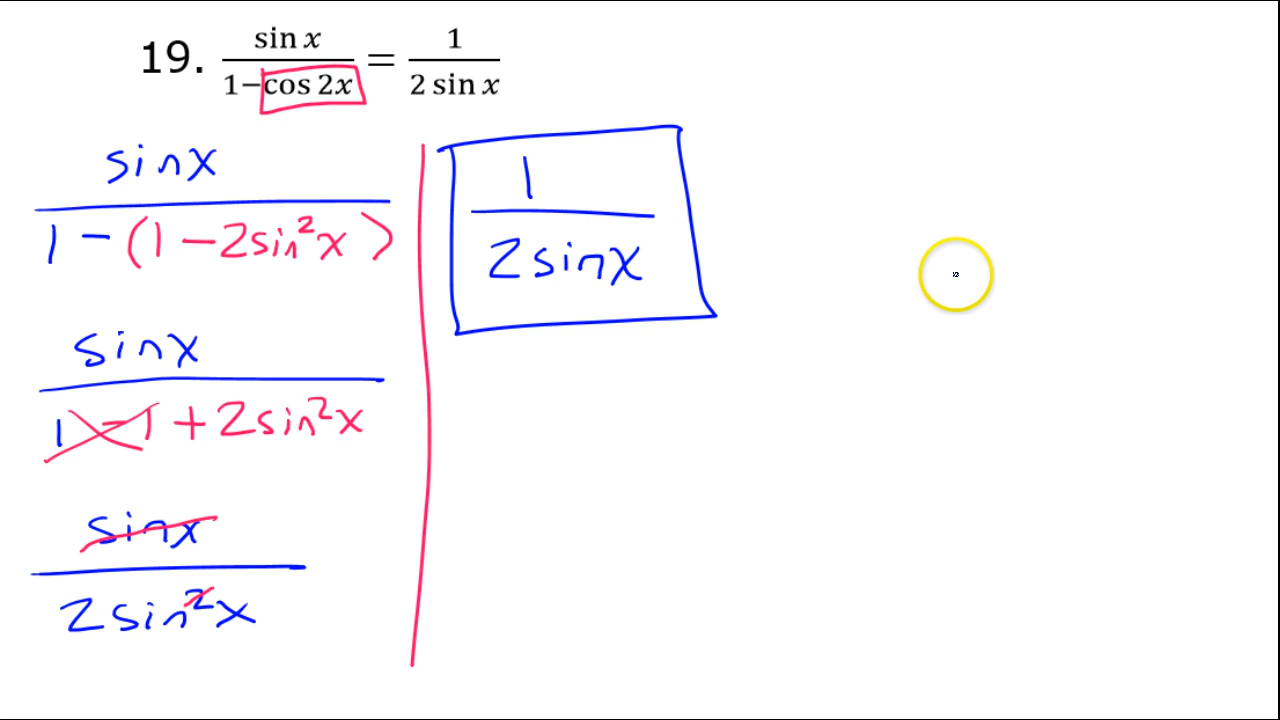 19. sin x / 1−cos 2x = 1 / 2 sin x
sinx
1 − (1 − 2sin²x)
sinx
1 − 1 + 2sin²x
sinx
2sin²x
1
2sinx